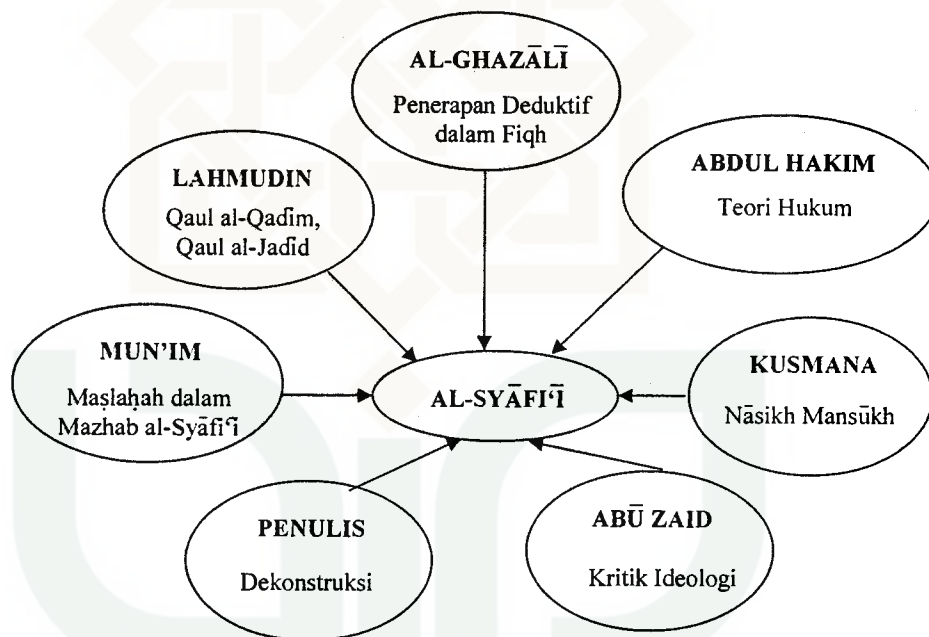 AL-GHAZĀLĪ
Penerapan Deduktif
dalam Fiqh
LAHMUDIN
Qaul al-Qadīm,
Qaul al-Jadīd
ABDUL HAKIM
Teori Hukum
MUN’IM
Maṣlaḥah dalam
Mazhab al-Syāfi‘ī
AL-SYĀFI‘Ī
KUSMANA
Nāsikh Mansūkh
PENULIS
Dekonstruksi
ABŪ ZAID
Kritik Ideologi